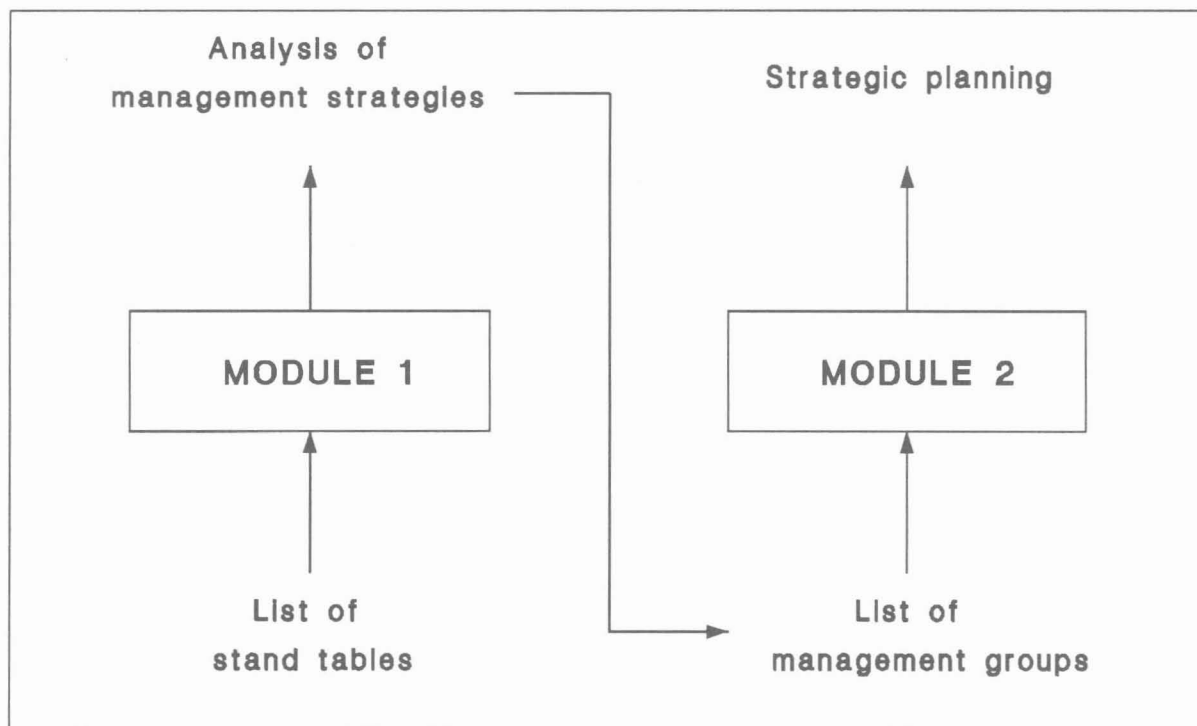 Analysis of
management strategies
MODULE 1
List of
stand tables
Strategic planning
MODULE 2
List of
management groups